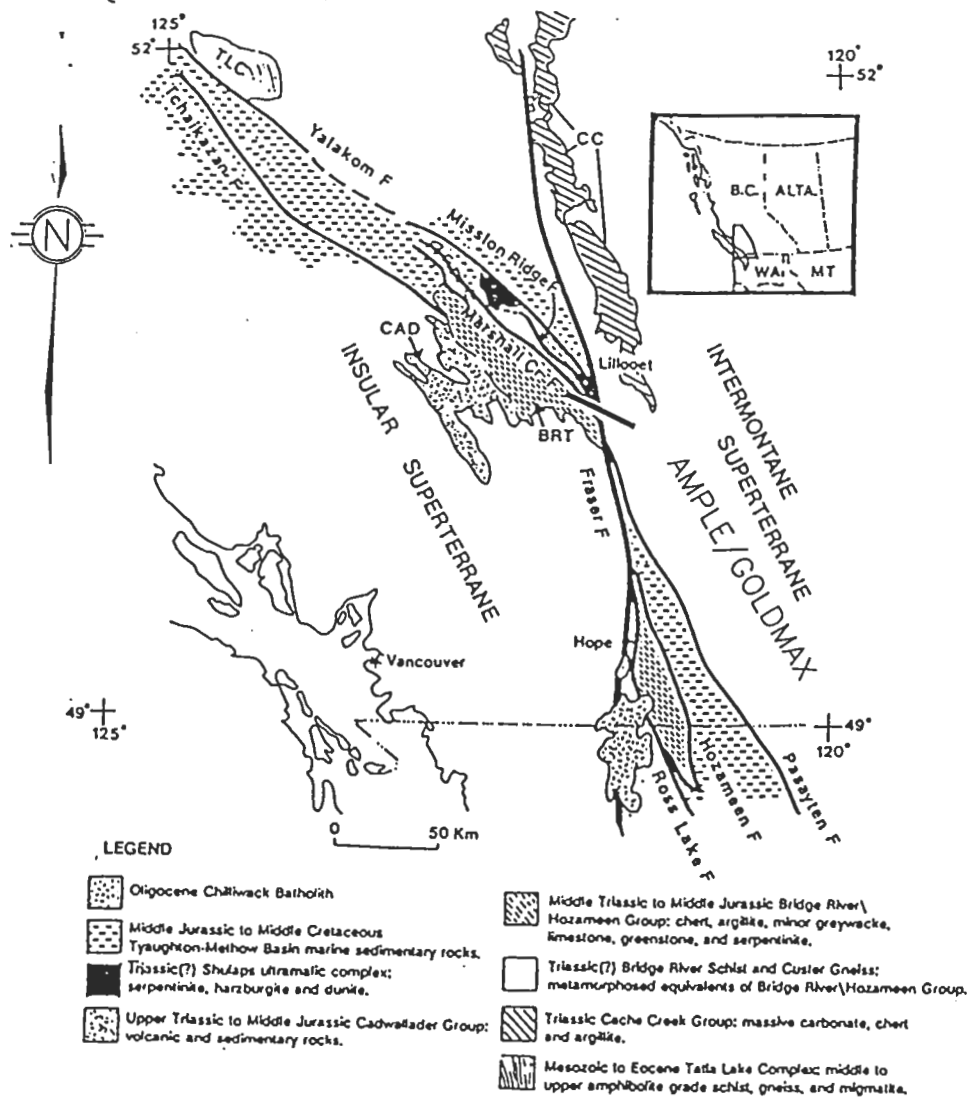 125°
52°
TLC
120°
52°
Tchaikazan F
Yalakom F
CC
N
B.C.
ALTA.
WA
MT
Mission Ridge F
Marshall Cr. F
CAD
BRT
Lillooet
INSULAR
SUPERTERRANE
INTERMONTANE
SUPERTERRANE
AMPLE/GOLDMAX
Fraser F
Hope
Vancouver
49°
125°
49°
120°
Ross Lake F
Hozameen F
Pasayten F
0 50 Km
LEGEND
Oligocene Chilliwack Batholith
Middle Jurassic to Middle Cretaceous
Tyaughton-Methow Basin marine sedimentary rocks.
Triassic(?) Shulaps ultramafic complex;
serpentinite, harzburgite and dunite.
Upper Triassic to Middle Jurassic Cadwallader Group:
volcanic and sedimentary rocks.
Middle Triassic to Middle Jurassic Bridge River\
Hozameen Group: chert, argillite, minor greywacke,
limestone, greenstone, and serpentinite.
Triassic(?) Bridge River Schist and Custer Gneiss;
metamorphosed equivalents of Bridge River\Hozameen Group.
Triassic Cache Creek Group: massive carbonate, chert
and argillite.
Mesozoic to Eocene Tatla Lake Complex; middle to
upper amphibolite grade schist, gneiss, and migmatite.